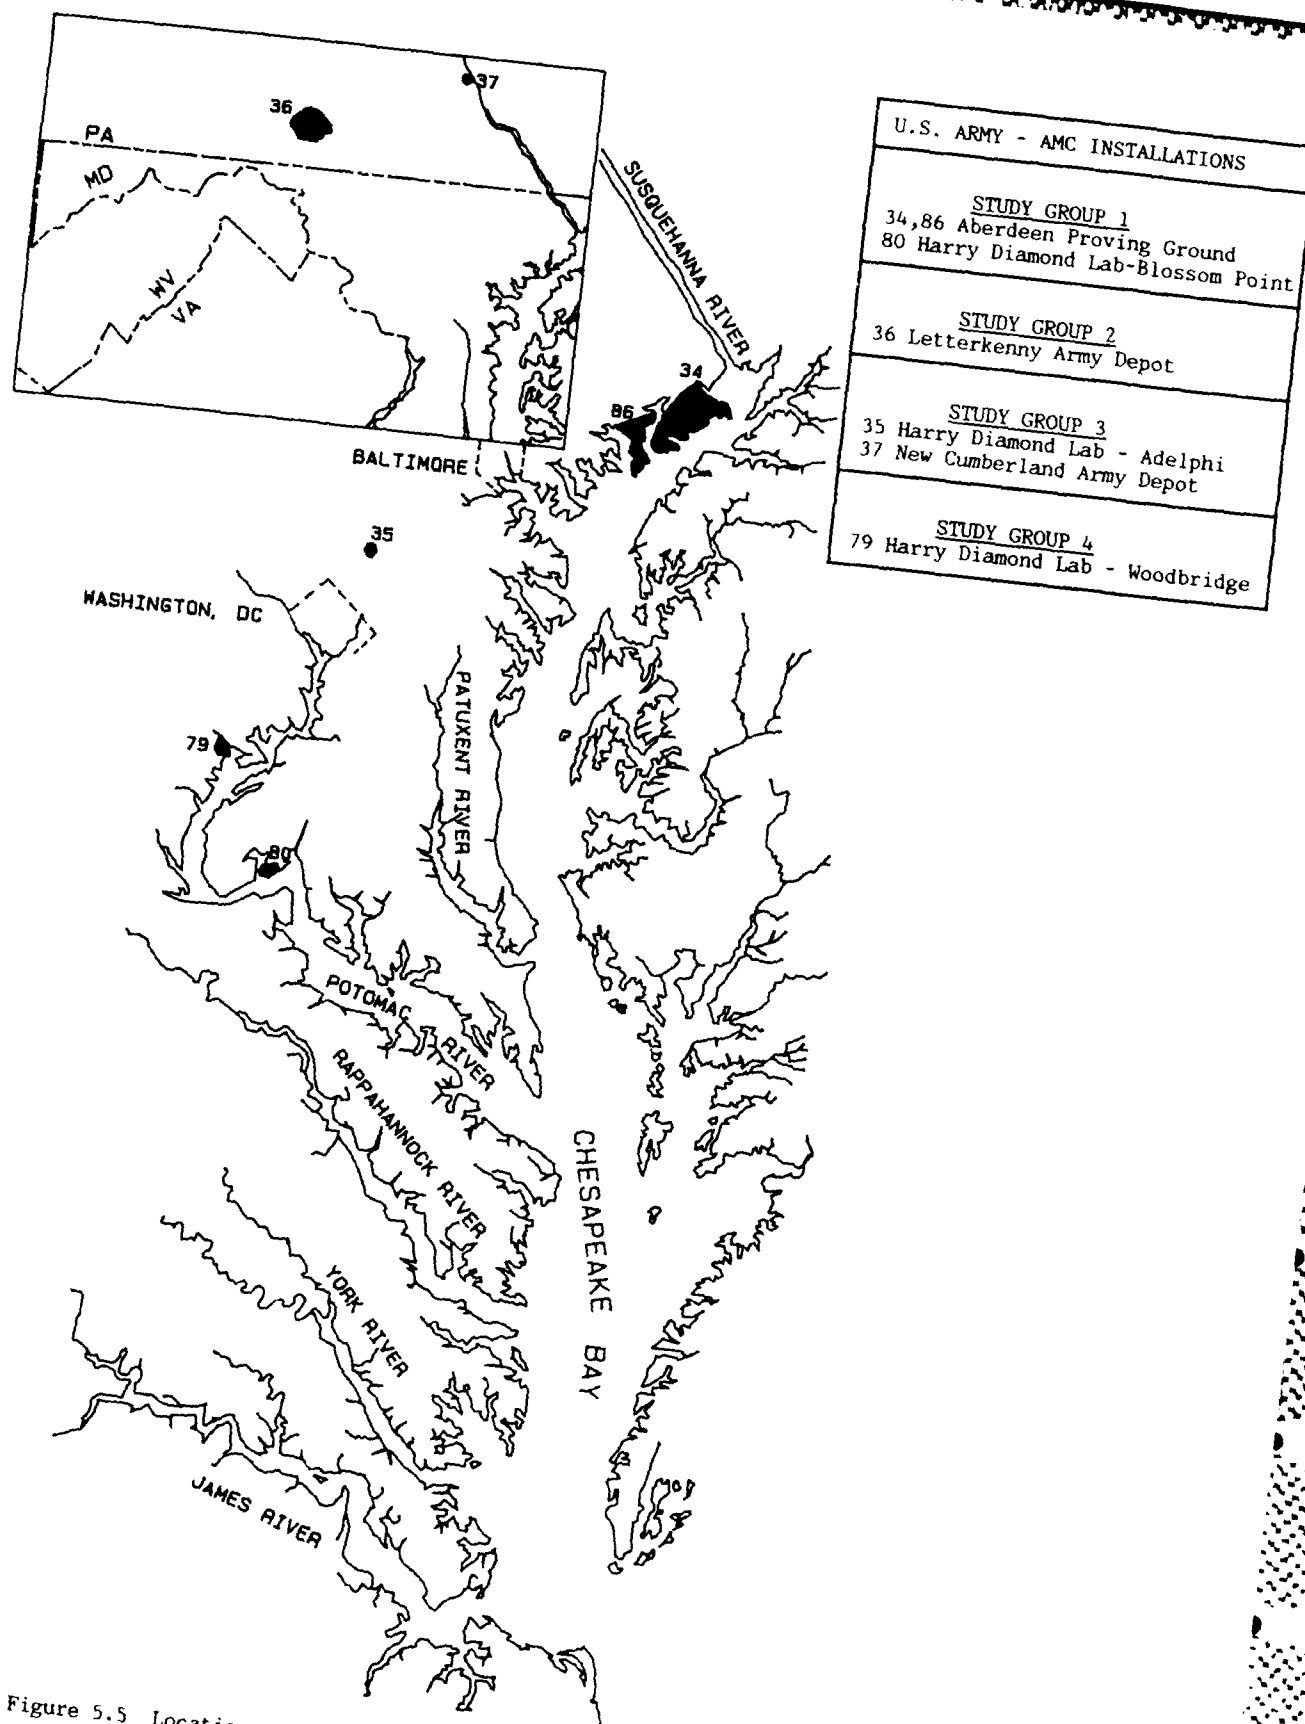 37
36
PA
MD
WV
VA
SUSQUEHANNA RIVER
U.S. ARMY - AMC INSTALLATIONS
STUDY GROUP 1
34,86 Aberdeen Proving Ground
80 Harry Diamond Lab-Blossom Point
STUDY GROUP 2
36 Letterkenny Army Depot
STUDY GROUP 3
35 Harry Diamond Lab - Adelphi
37 New Cumberland Army Depot
STUDY GROUP 4
79 Harry Diamond Lab - Woodbridge
34
86
BALTIMORE
35
WASHINGTON, DC
PATUXENT RIVER
79
80
POTOMAC RIVER
RAPPAHANNOCK RIVER
CHESAPEAKE BAY
YORK RIVER
JAMES RIVER
Figure 5.5